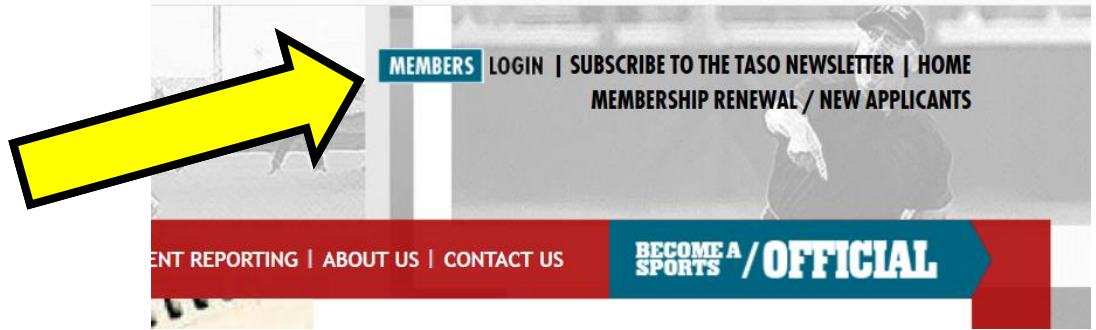 MEMBERS LOGIN | SUBSCRIBE TO THE TASO NEWSLETTER | HOME
MEMBERSHIP RENEWAL / NEW APPLICANTS
ENT REPORTING | ABOUT US | CONTACT US
BECOME A
SPORTS / OFFICIAL